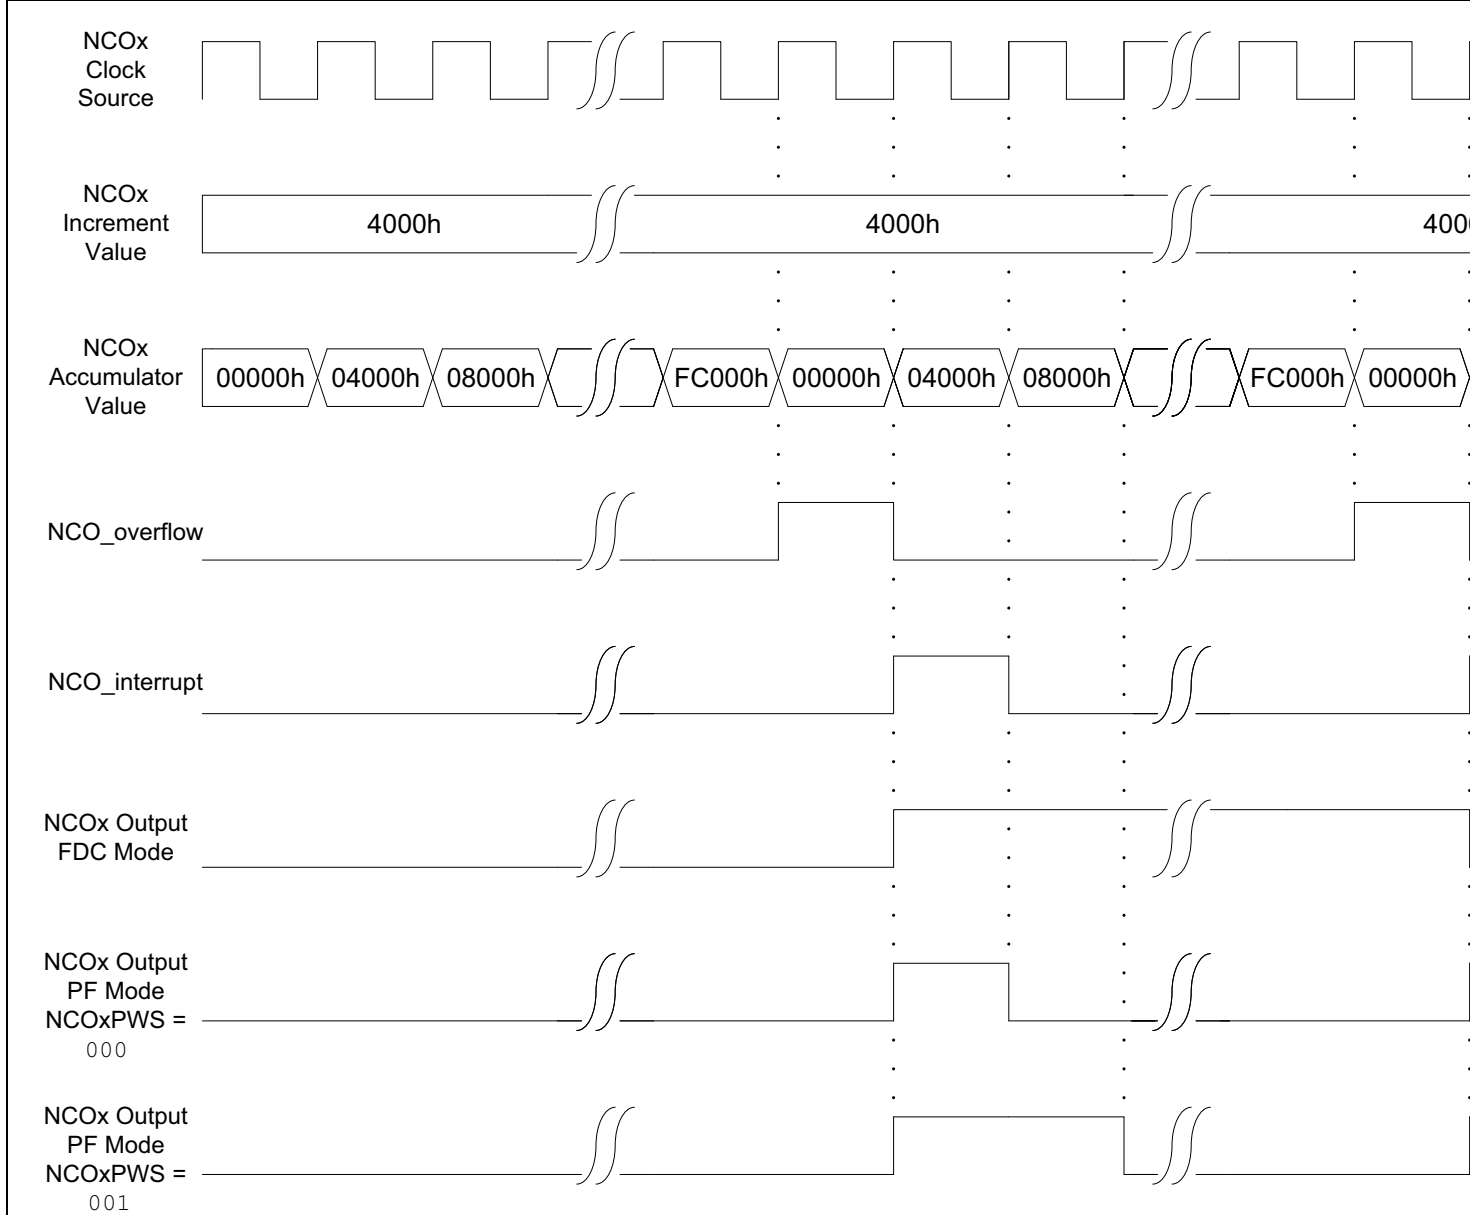 NCOx
Clock
Source
NCOx
Increment
Value
4000h
4000h
400
NCOx
Accumulator
Value
00000h
04000h
08000h
FC000h
00000h
04000h
08000h
FC000h
00000h
NCO_overflow
NCO_interrupt
NCOx Output
FDC Mode
NCOx Output
PF Mode
NCOxPWS =
000
NCOx Output
PF Mode
NCOxPWS =
001